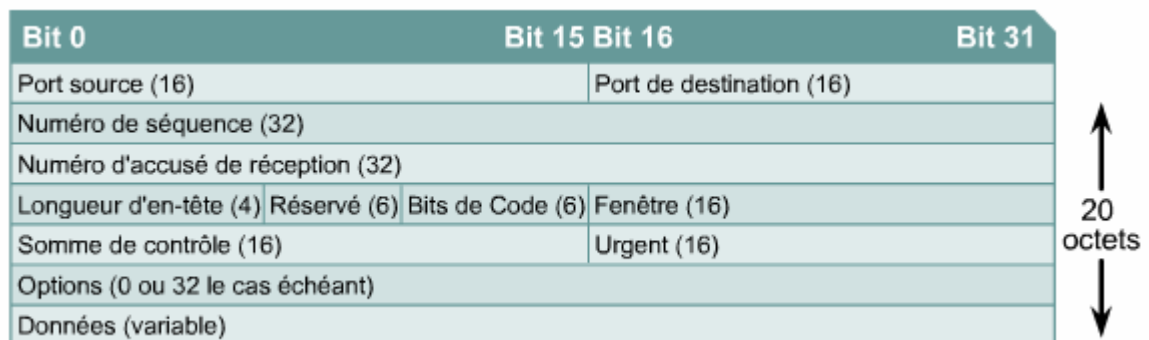 Bit 0 Bit 15 Bit 16 Bit 31
Port source (16) Port de destination (16)
Numéro de séquence (32)
Numéro d'accusé de réception (32)
Longueur d'en-tête (4) Réservé (6) Bits de Code (6) Fenêtre (16)
Somme de contrôle (16) Urgent (16)
Options (0 ou 32 le cas échéant)
Données (variable)
20
octets